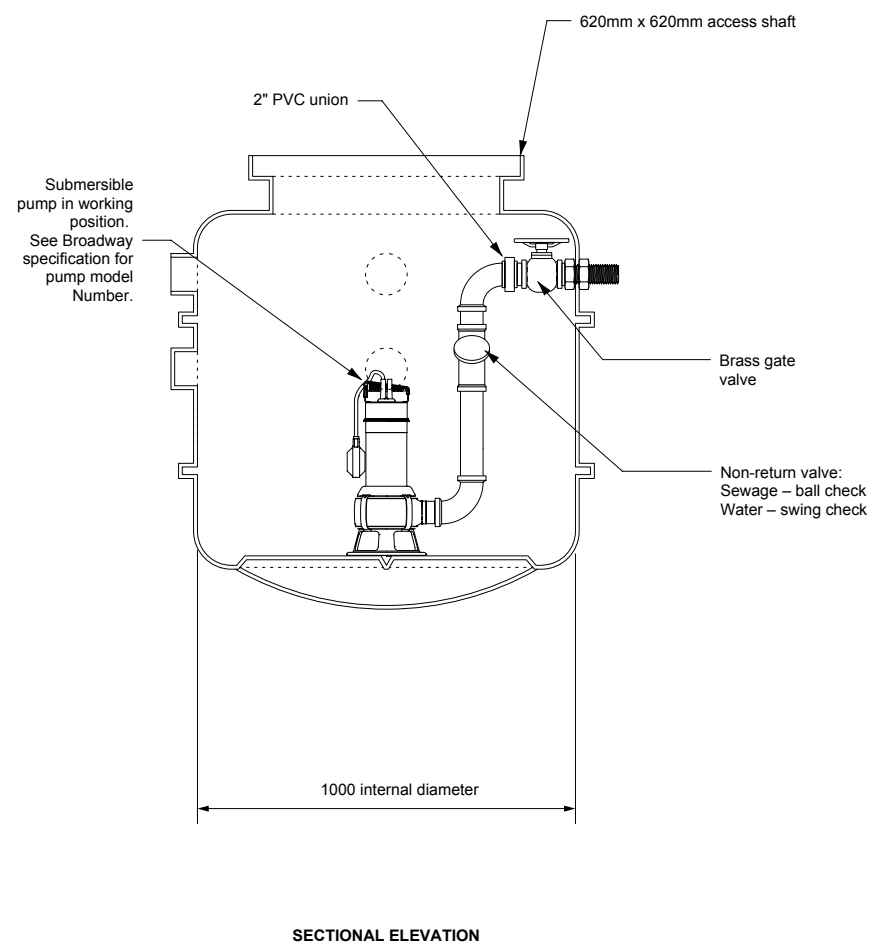 620mm x 620mm access shaft
2" PVC union
Submersible
pump in working
position.
See Broadway
specification for
pump model
Number.
Brass gate
valve
Non-return valve:
Sewage – ball check
Water – swing check
1000 internal diameter
SECTIONAL ELEVATION